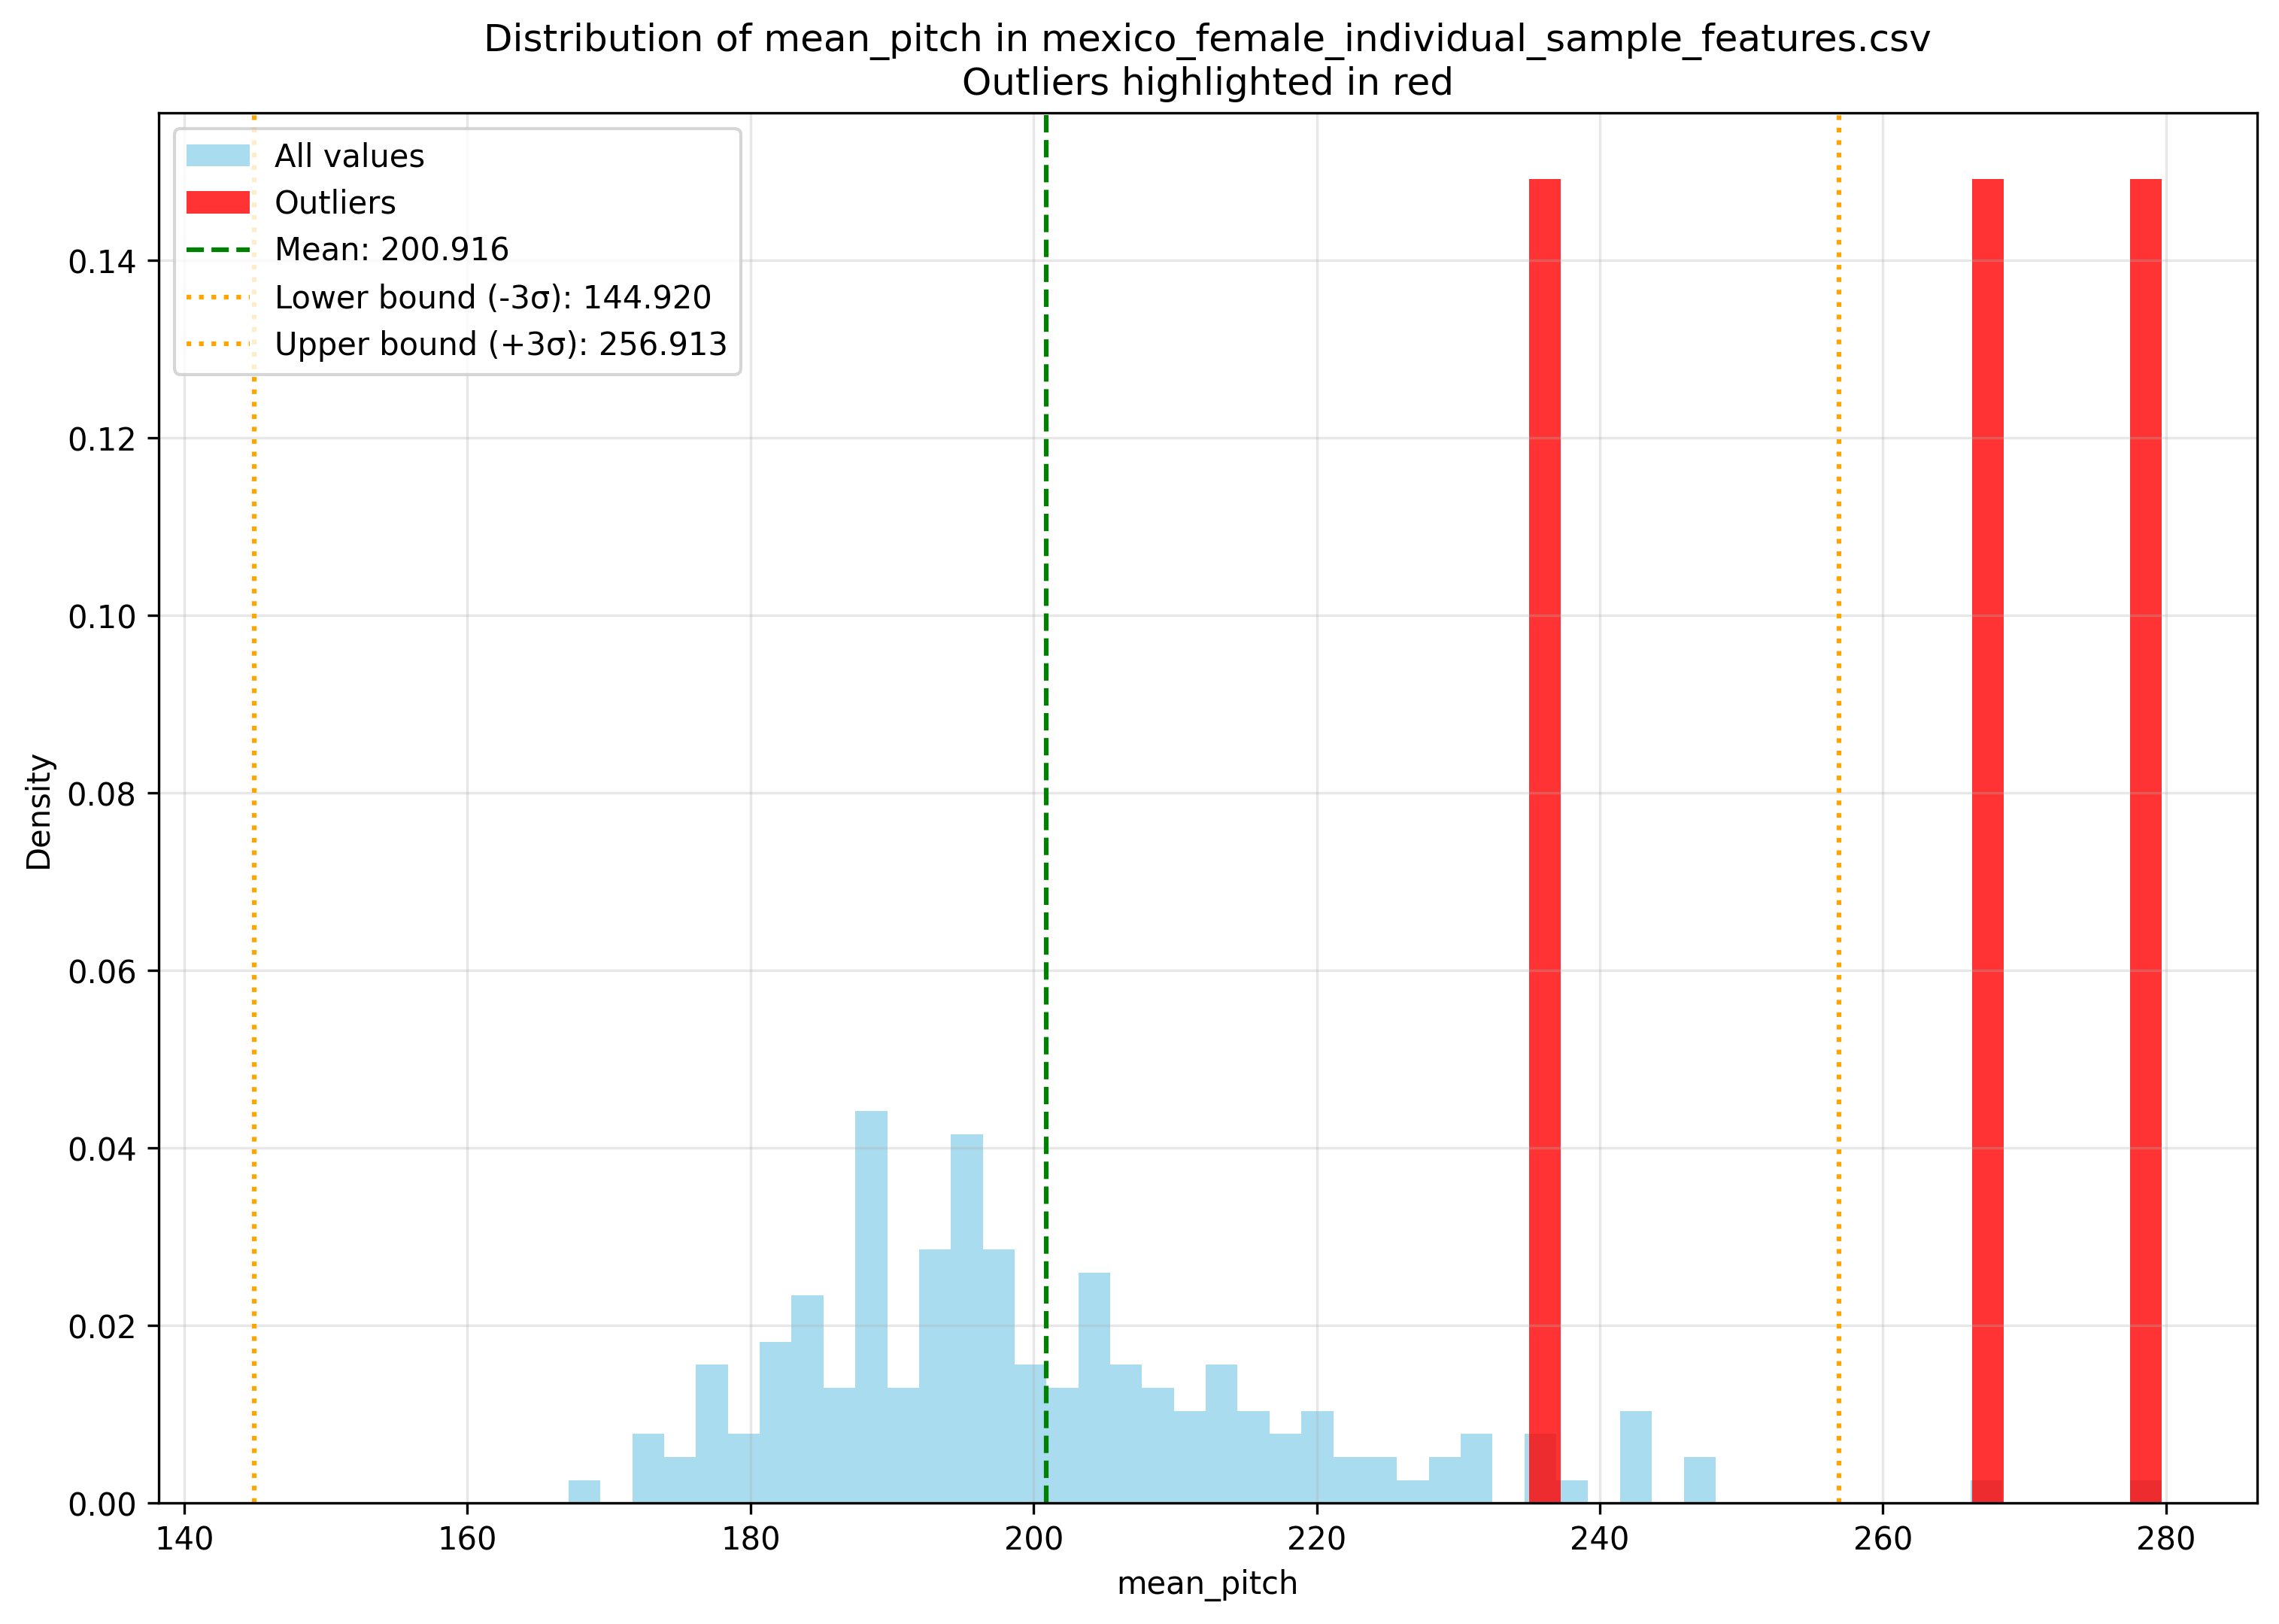 Distribution of mean_pitch in mexico_female_individual_sample_features.csv
Outliers highlighted in red
All values
Outliers
Mean: 200.916
Lower bound (-3σ): 144.920
Upper bound (+3σ): 256.913
Density
0.14
0.12
0.10
0.08
0.06
0.04
0.02
0.00
140 160 180 200 220 240 260 280
mean_pitch